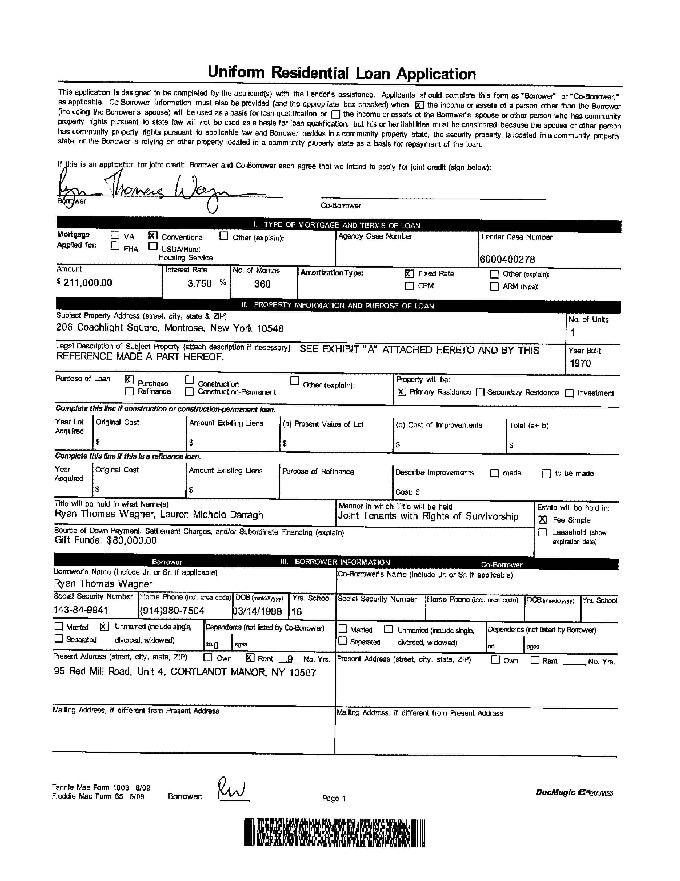 Uniform Residential Loan Application
This application is designed to be completed by the applicant(s) with the Lender's assistance. Applicants should complete this form as "Borrower" or "Co-Borrower,"
as applicable. Co-Borrower information must also be provided (and the appropriate box checked) when the income or assets of a person other than the Borrower
(including the Borrower's spouse) will be used as a basis for loan qualification or the income or assets of the Borrower's spouse or other person who has community
property rights pursuant to state law will not be used as a basis for loan qualification, but his or her liabilities must be considered because the spouse or other person
has community property rights pursuant to applicable law and Borrower resides in a community property state, the security property is located in a community property
state, or the Borrower is relying on other property located in a community property state as a basis for repayment of the loan.
If this is an application for joint credit, Borrower and Co-Borrower each agree that we intend to apply for joint credit (sign below):
Borrower Co-Borrower
I. TYPE OF MORTGAGE AND TERMS OF LOAN
Mortgage VA Conventional Other (explain): Agency Case Number Lender Case Number
Applied for: FHA USDA/Rural
Housing Service 6000400278
Amount Interest Rate No. of Months Amortization Type: Fixed Rate Other (explain):
$ 211,000.00 3.750 % 360 GPM ARM (type):
II. PROPERTY INFORMATION AND PURPOSE OF LOAN
Subject Property Address (street, city, state & ZIP) No. of Units
206 Coachlight Square, Montrose, New York 10548 1
Legal Description of Subject Property (attach description if necessary) SEE EXHIBIT "A" ATTACHED HERETO AND BY THIS Year Built
REFERENCE MADE A PART HEREOF. 1970
Purpose of Loan Purchase Construction Other (explain): Property will be:
Refinance Construction-Permanent Primary Residence Secondary Residence Investment
Complete this line if construction or construction-permanent loan.
Year Lot Original Cost Amount Existing Liens (a) Present Value of Lot (b) Cost of Improvements Total (a+ b)
Acquired
$ $ $ $ $
Complete this line if this is a refinance loan.
Year Original Cost Amount Existing Liens Purpose of Refinance Describe Improvements made to be made
Acquired
$ $ Cost: $
Title will be held in what Name(s) Manner in which Title will be held Estate will be held in:
Ryan Thomas Wagner, Lauren Michele Darragh Joint Tenants with Rights of Survivorship Fee Simple
Source of Down Payment, Settlement Charges, and/or Subordinate Financing (explain) Leasehold (show
Gift Funds: $80,000.00 expiration date)
Borrower III. BORROWER INFORMATION Co-Borrower
Borrower's Name (include Jr. or Sr. if applicable) Co-Borrower's Name (include Jr. or Sr. if applicable)
Ryan Thomas Wagner
Social Security Number Home Phone (incl. area code) DOB (mm/dd/yyyy) Yrs. School Social Security Number Home Phone (incl. area code) DOB (mm/dd/yyyy) Yrs. School
143-84-9941 (914)980-7504 03/14/1988 16
Married Unmarried (include single, Dependents (not listed by Co-Borrower) Married Unmarried (include single, Dependents (not listed by Borrower)
Separated divorced, widowed) no. 0 ages Separated divorced, widowed) no. ages
Present Address (street, city, state, ZIP) Own Rent 9 No. Yrs. Present Address (street, city, state, ZIP) Own Rent No. Yrs.
95 Red Mill Road, Unit 4, CORTLANDT MANOR, NY 10567
Mailing Address, if different from Present Address Mailing Address, if different from Present Address
Fannie Mae Form 1003 6/09
Freddie Mac Form 65 6/09 Borrower: RW Page 1 DocMagic